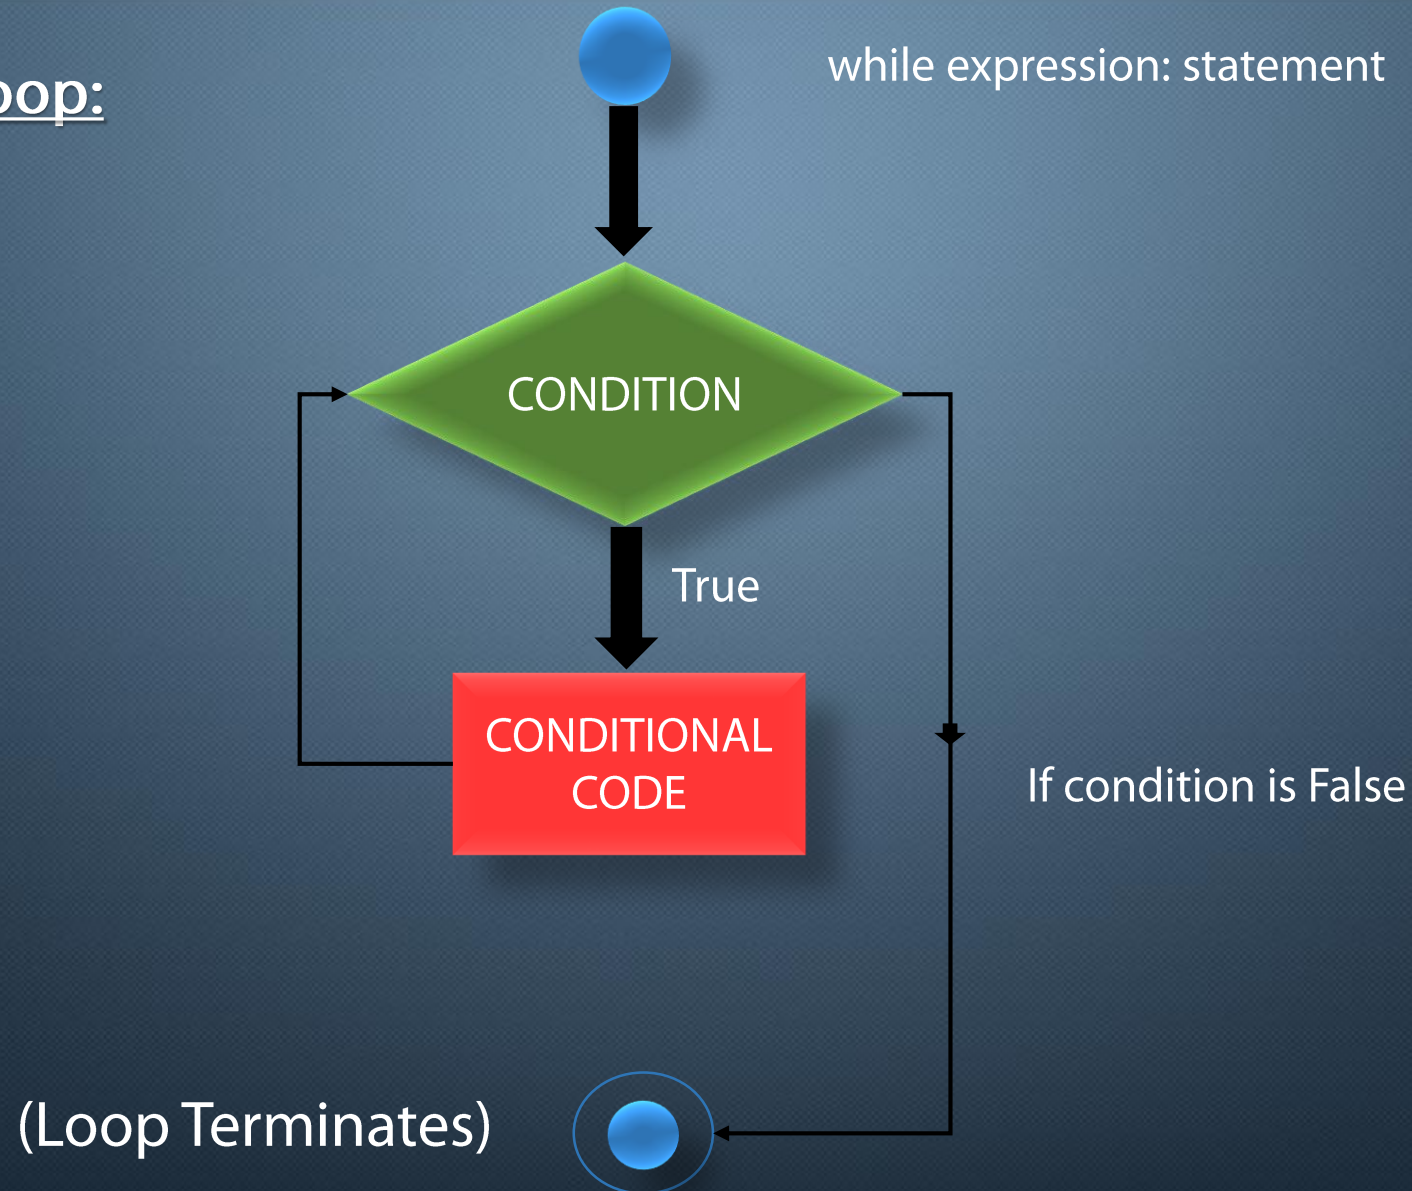 while expression: statement
oop:
CONDITION
True
CONDITIONAL
CODE
If condition is False
(Loop Terminates)